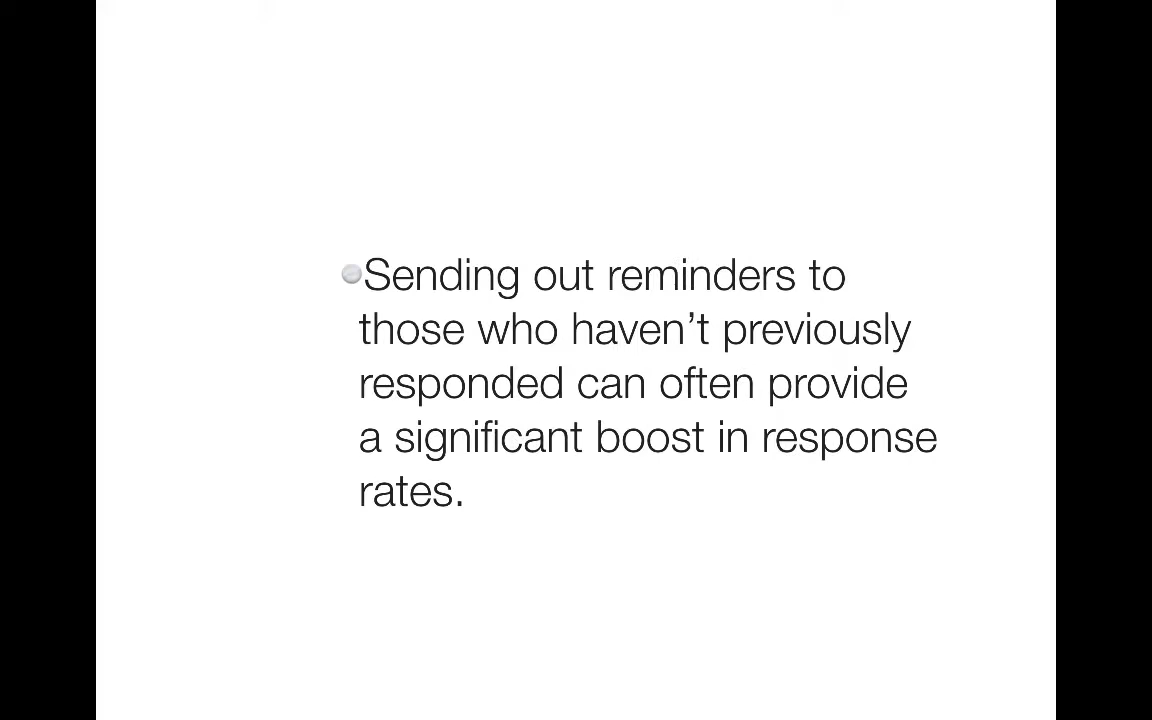 Sending out reminders to
those who haven’t previously
responded can often provide
a significant boost in response
rates.